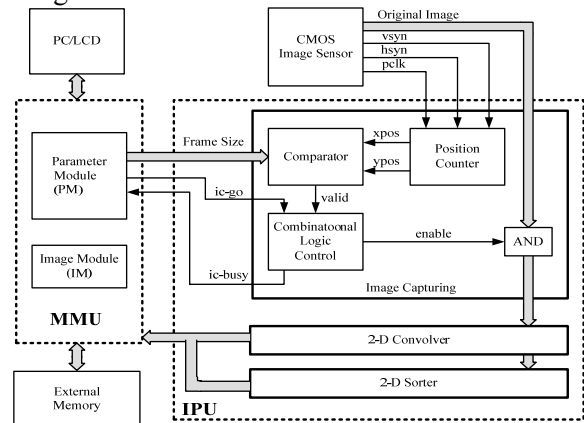 PC/LCD
CMOS
Image Sensor
Original Image
vsyn
hsyn
pclk
Parameter
Module
(PM)
Frame Size
Comparator
xpos
ypos
Position
Counter
ic-go
valid
Combinatoonal
Logic
Control
enable
AND
Image Module
(IM)
ic-busy
Image Capturing
MMU
2-D Convolver
2-D Sorter
External
Memory
IPU